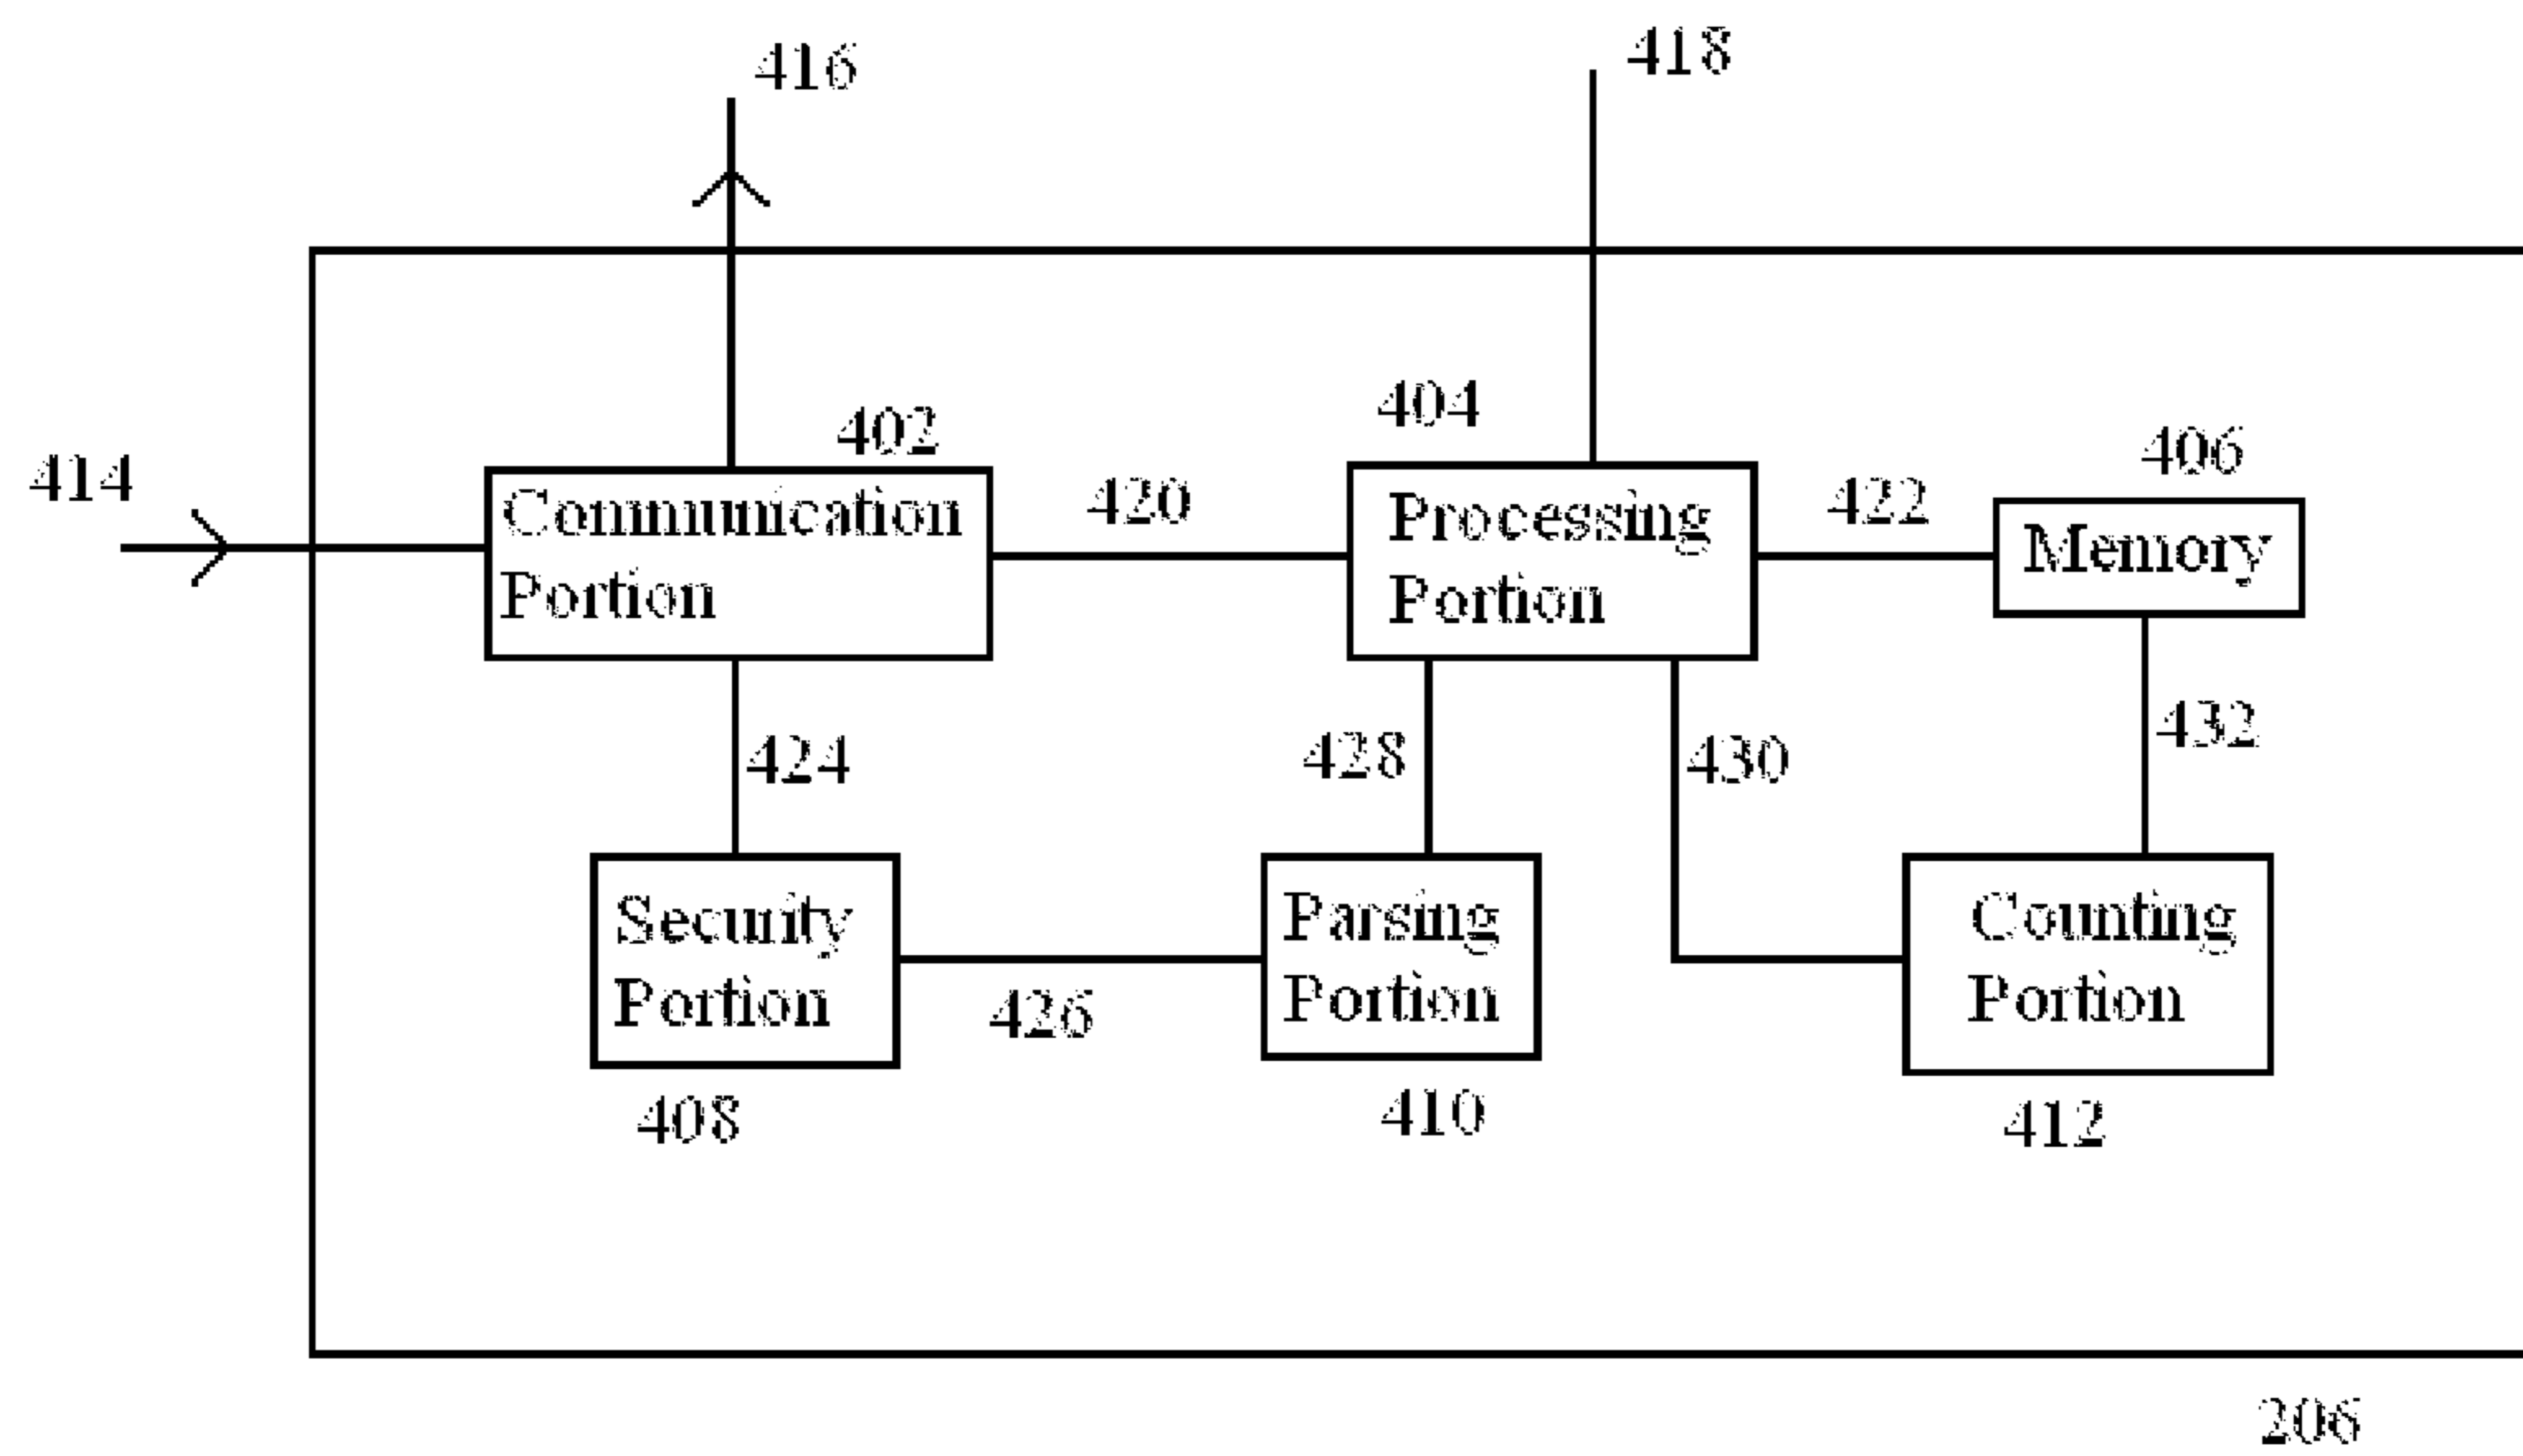 416
418
402
404
406
414
Communication
Portion
420
Processing
Portion
422
Memory
424
428
430
432
Security
Portion
426
Parsing
Portion
Counting
Portion
408
410
412
206